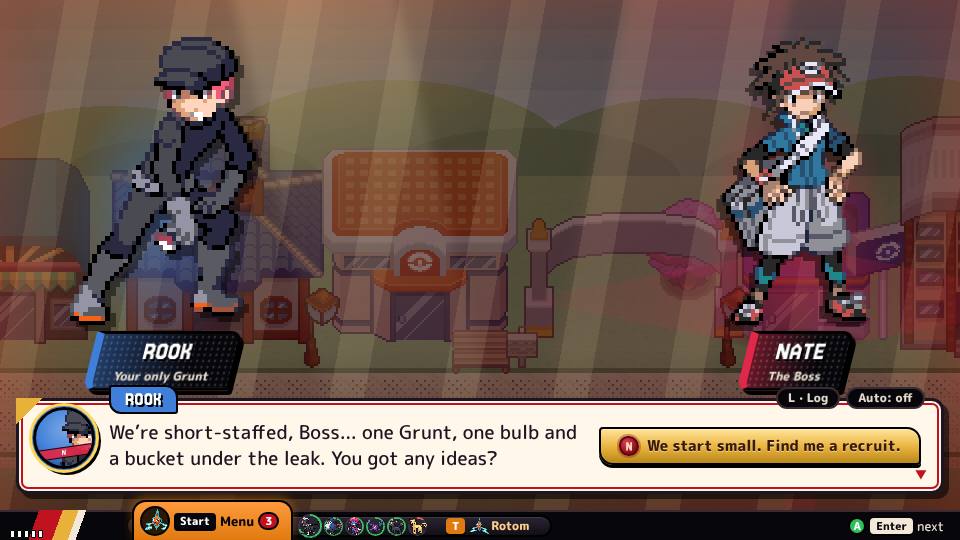 ROOK
Your only Grunt
NATE
The Boss
ROOK
L · Log
Auto: off
We're short-staffed, Boss... one Grunt, one bulb and
a bucket under the leak. You got any ideas?
N
N We start small. Find me a recruit.
Start Menu 3
T Rotom
A Enter next